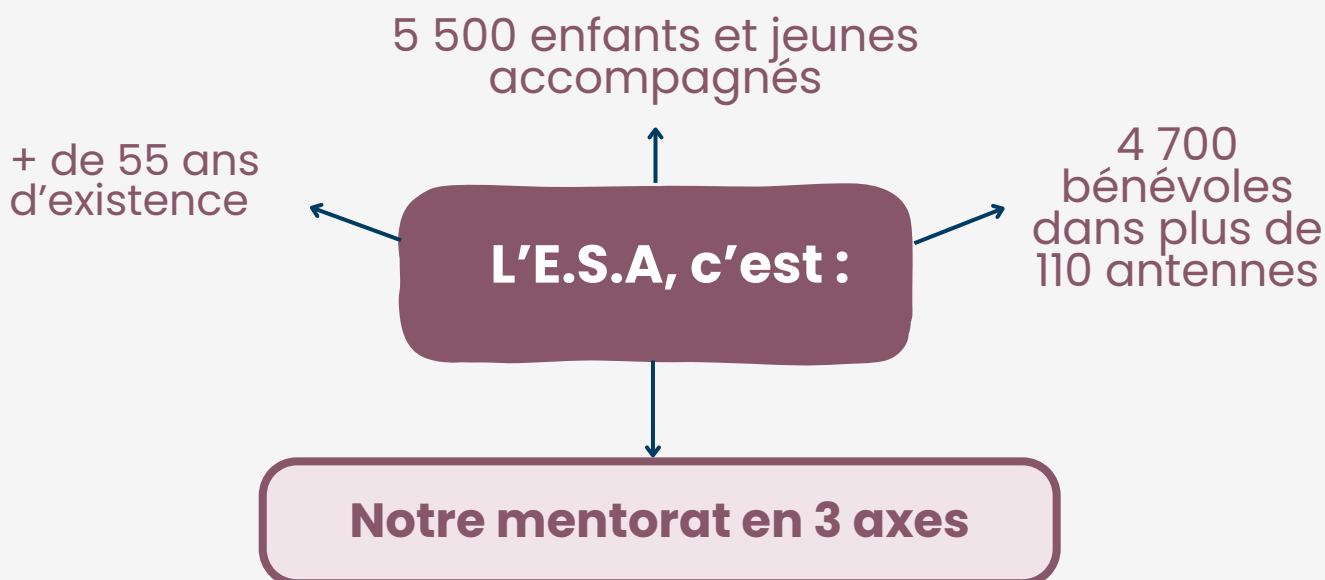 5 500 enfants et jeunes
accompagnés
+ de 55 ans
d’existence
4 700
bénévoles
dans plus de
110 antennes
L’E.S.A, c’est :
Notre mentorat en 3 axes